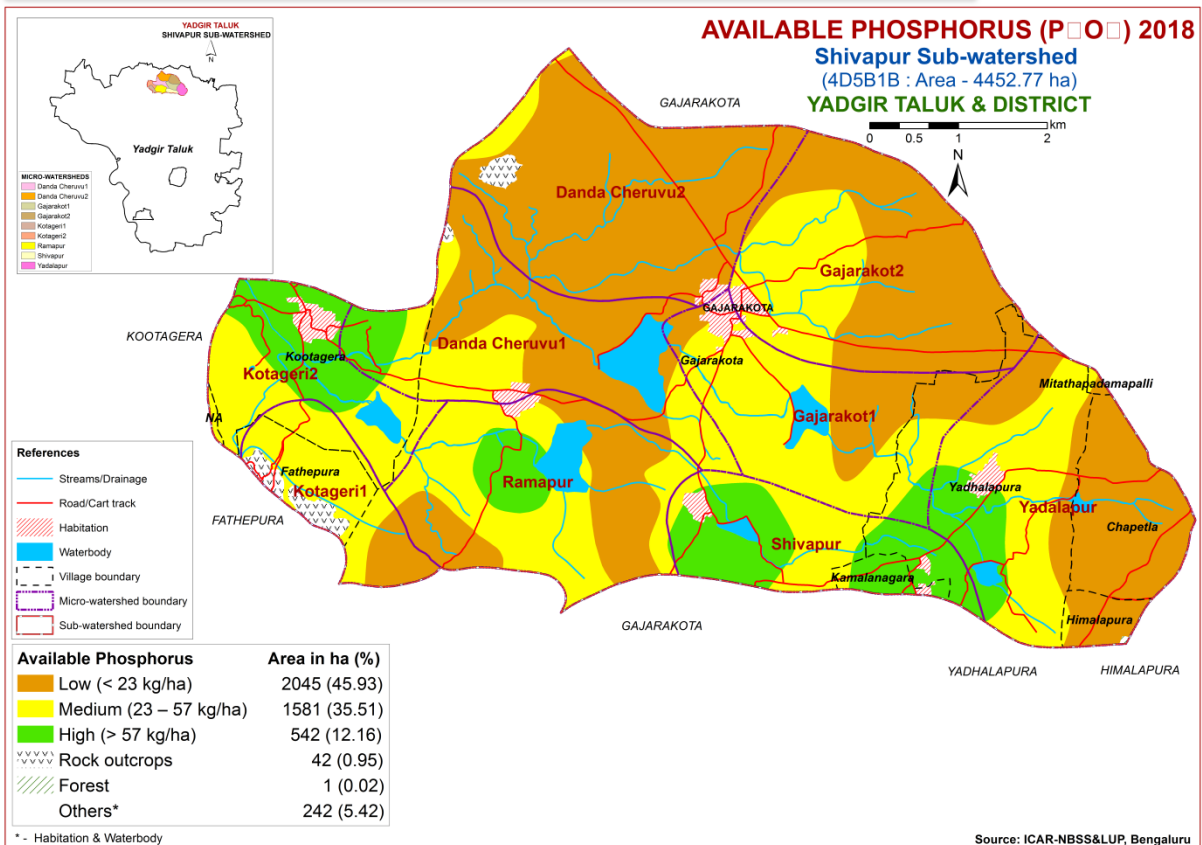 YADGIR TALUK
SHIVAPUR SUB-WATERSHED
N
Yadgir Taluk
MICRO-WATERSHEDS
Danda Cheruvu1
Danda Cheruvu2
Gajarakot1
Gajarakot2
Kotageri1
Kotageri2
Ramapur
Shivapur
Yadalapur
AVAILABLE PHOSPHORUS (P□O□) 2018
Shivapur Sub-watershed
(4D5B1B : Area - 4452.77 ha)
YADGIR TALUK & DISTRICT
km
0 0.5 1 2
N
GAJARAKOTA
Danda Cheruvu2
Gajarakot2
GAJARAKOTA
KOOTAGERA
Kootagera
Danda Cheruvu1
Gajarakota
Kotageri2
Mitathapadamapalli
NA
Gajarakot1
Fathepura
Ramapur
Yadhalapura
Kotageri1
Yadalapur
FATHEPURA
Chapetla
Shivapur
Kamalanagara
Himalapura
GAJARAKOTA
YADHALAPURA
HIMALAPURA
References
Streams/Drainage
Road/Cart track
Habitation
Waterbody
Village boundary
Micro-watershed boundary
Sub-watershed boundary
Available Phosphorus Area in ha (%)
Low (< 23 kg/ha) 2045 (45.93)
Medium (23 – 57 kg/ha) 1581 (35.51)
High (> 57 kg/ha) 542 (12.16)
Rock outcrops 42 (0.95)
Forest 1 (0.02)
Others* 242 (5.42)
* - Habitation & Waterbody
Source: ICAR-NBSS&LUP, Bengaluru